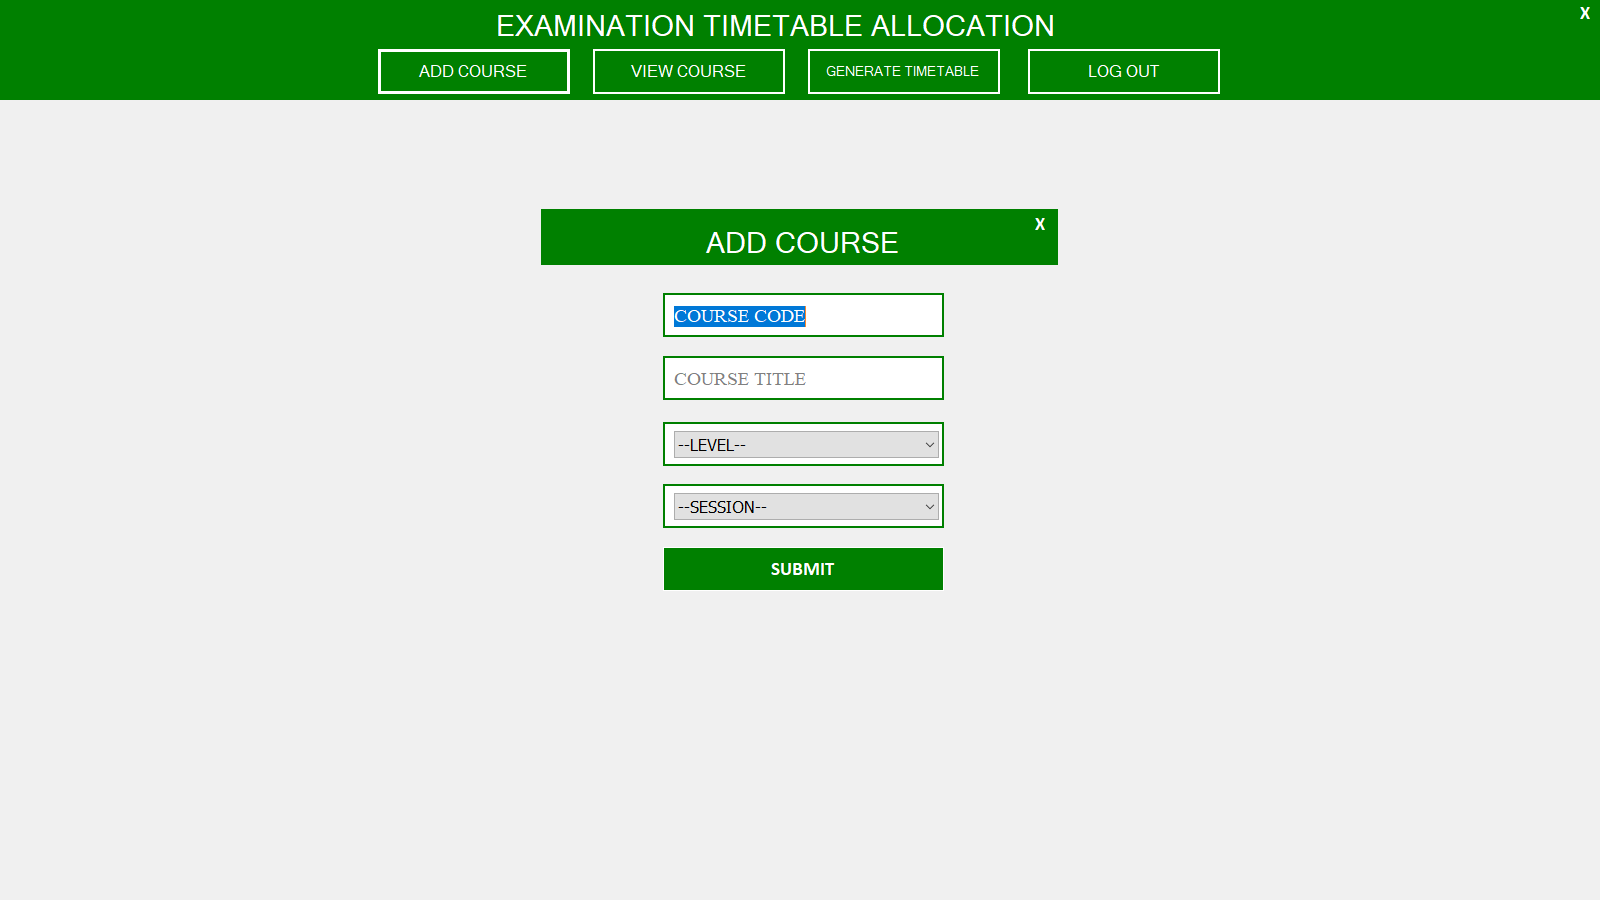 EXAMINATION TIMETABLE ALLOCATION
X
ADD COURSE
VIEW COURSE
GENERATE TIMETABLE
LOG OUT
X
ADD COURSE
COURSE CODE
COURSE TITLE
--LEVEL--
--SESSION--
SUBMIT